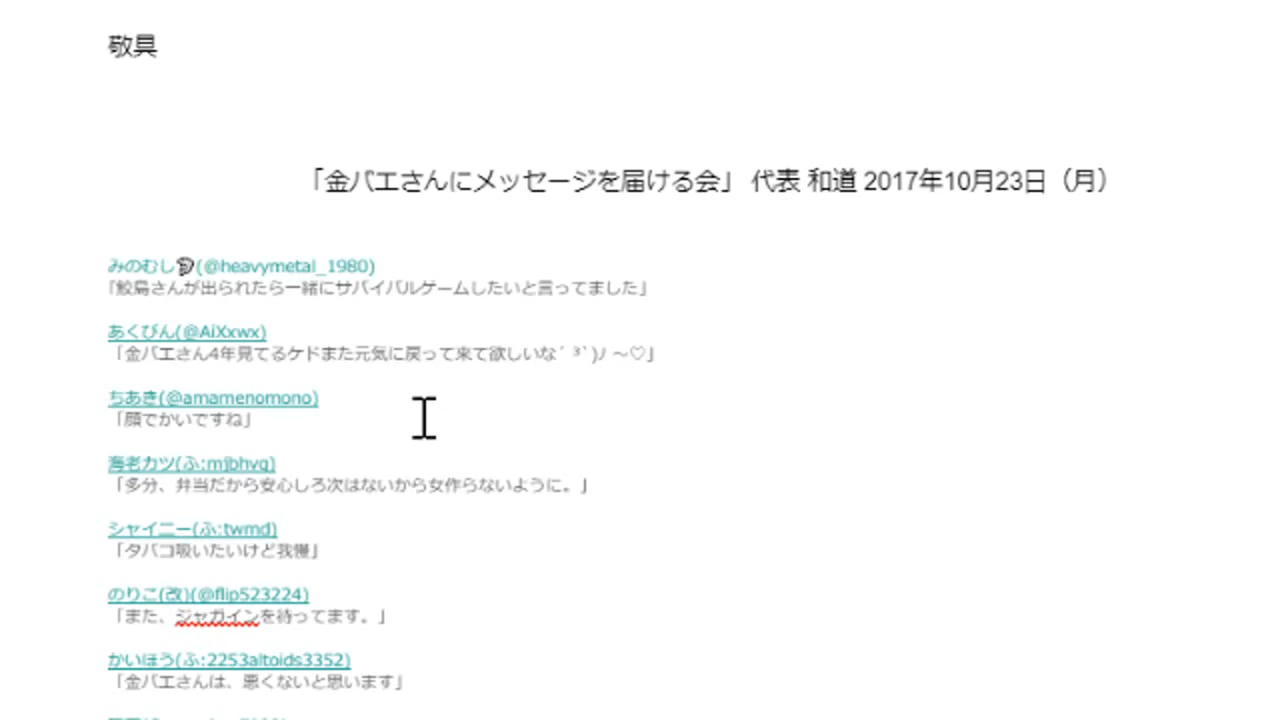 敬具
「金バエさんにメッセージを届ける会」 代表 和道 2017年10月23日（月）
みのむし(@heavymetal_1980)
「鮫島さんが出られたら一緒にサバイバルゲームしたいと言ってました」
あくびん(@AiXxwx)
「金バエさん4年見てるケドまた元気に戻って来て欲しいな´ ³`)ﾉ ～♡」
ちあき(@amamenomono)
「顔でかいですね」
海老カツ(ふ:mjbhvq)
「多分、弁当だから安心しろ次はないから女作らないように。」
シャイニー(ふ:twmd)
「タバコ吸いたいけど我慢」
のりこ(改)(@flip523224)
「また、ジャガインを待ってます。」
かいほう(ふ:2253altoids3352)
「金バエさんは、悪くないと思います」